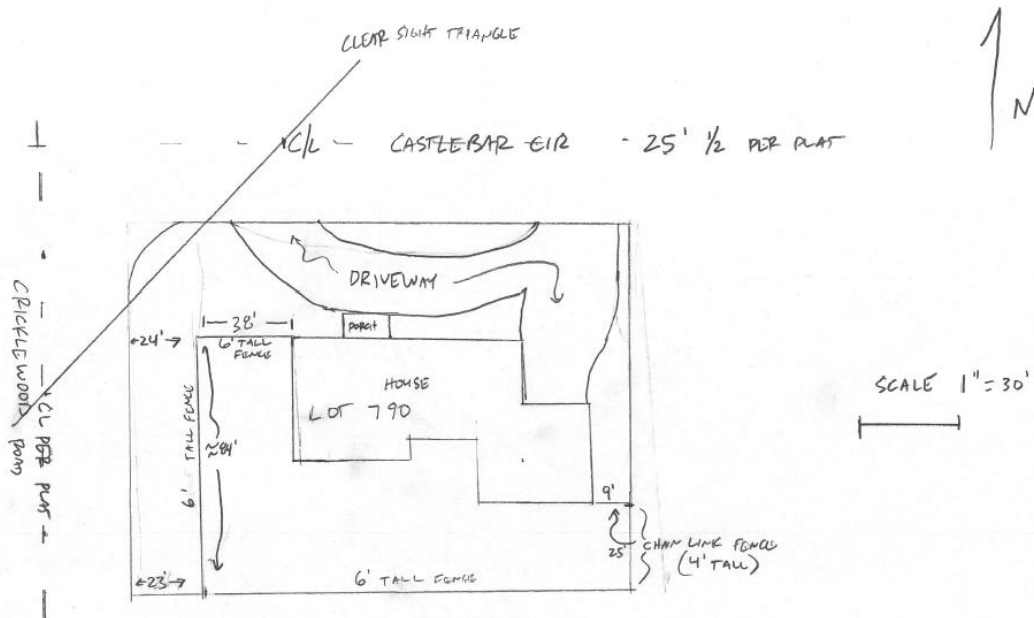 CLEAR SIGHT TRIANGLE
N
C/L - CASTLEBAR CIR - 25' 1/2 PER PLAT
DRIVEWAY
38'
PORCH
24'
6' TALL
FENCE
HOUSE
SCALE 1"=30'
LOT 790
CRICKLEWOOD
ROAD
CL PER PLAT
6' TALL FENCE
≈84'
9'
25'
CHAIN LINK FENCE
(4' TALL)
23'
6' TALL FENCE